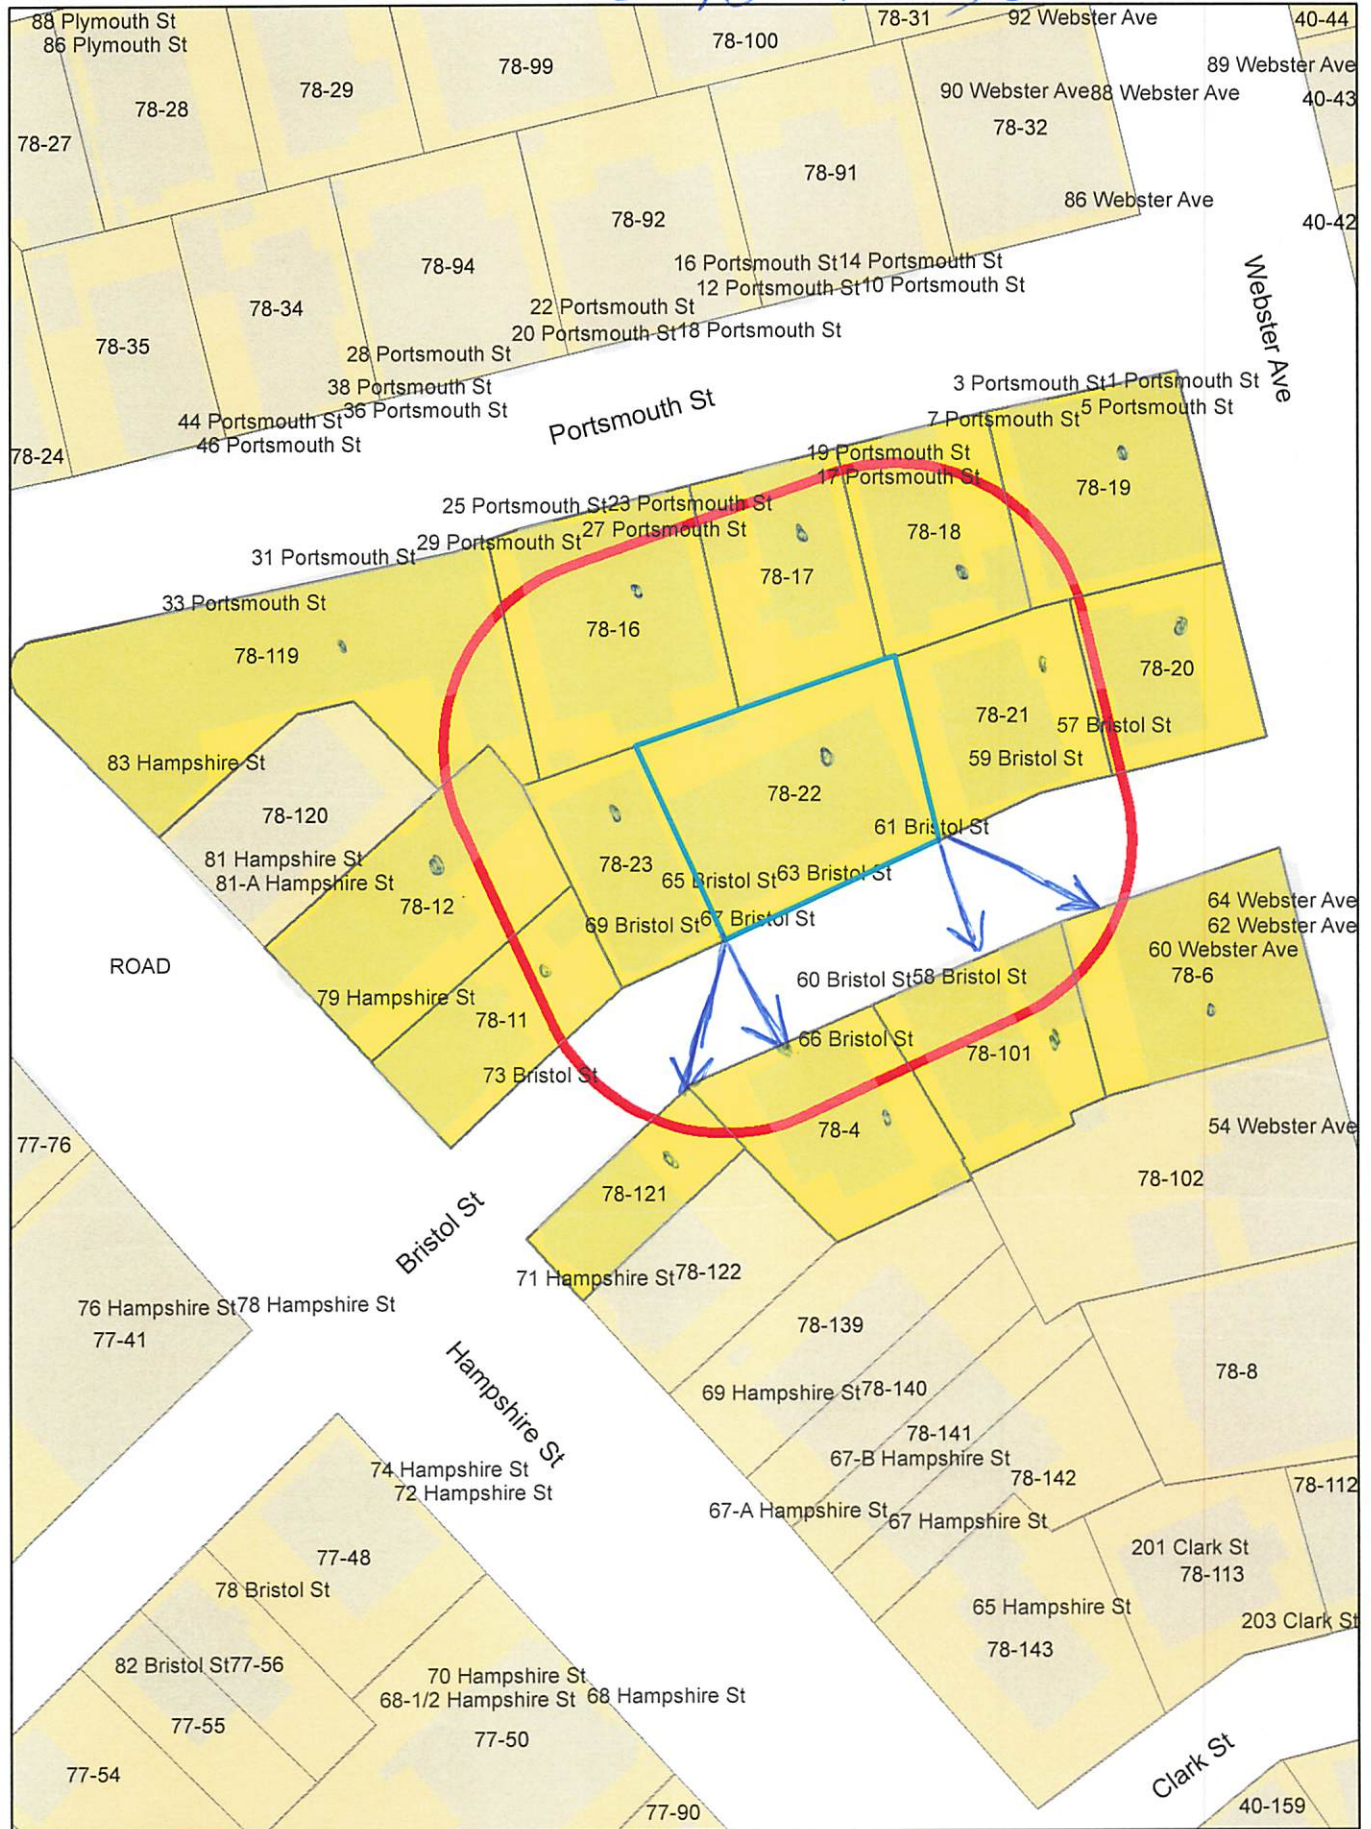 88 Plymouth St
78-31
92 Webster Ave
40-44
86 Plymouth St
78-100
78-99
89 Webster Ave
78-29
90 Webster Ave 88 Webster Ave
40-43
78-28
78-32
78-27
78-91
86 Webster Ave
78-92
40-42
78-94
16 Portsmouth St 14 Portsmouth St
12 Portsmouth St 10 Portsmouth St
78-34
22 Portsmouth St
20 Portsmouth St 18 Portsmouth St
Webster Ave
78-35
28 Portsmouth St
38 Portsmouth St
36 Portsmouth St
3 Portsmouth St 1 Portsmouth St
5 Portsmouth St
44 Portsmouth St
46 Portsmouth St
Portsmouth St
7 Portsmouth St
78-24
19 Portsmouth St
17 Portsmouth St
78-19
25 Portsmouth St 23 Portsmouth St
27 Portsmouth St
78-18
29 Portsmouth St
31 Portsmouth St
78-17
33 Portsmouth St
78-16
78-119
78-20
78-21
57 Bristol St
59 Bristol St
83 Hampshire St
78-22
78-120
61 Bristol St
81 Hampshire St
81-A Hampshire St
78-23
65 Bristol St 63 Bristol St
78-12
64 Webster Ave
69 Bristol St 67 Bristol St
62 Webster Ave
60 Webster Ave
ROAD
60 Bristol St 58 Bristol St
78-6
79 Hampshire St
78-11
66 Bristol St
78-101
73 Bristol St
78-4
54 Webster Ave
77-76
78-102
78-121
Bristol St
71 Hampshire St 78-122
76 Hampshire St 78 Hampshire St
77-41
78-139
Hampshire St
78-8
69 Hampshire St 78-140
78-141
67-B Hampshire St
74 Hampshire St
72 Hampshire St
78-142
78-112
67-A Hampshire St 67 Hampshire St
201 Clark St
77-48
78-113
78 Bristol St
65 Hampshire St
203 Clark St
78-143
82 Bristol St 77-56
70 Hampshire St
68-1/2 Hampshire St 68 Hampshire St
77-55
77-50
77-54
Clark St
77-90
40-159